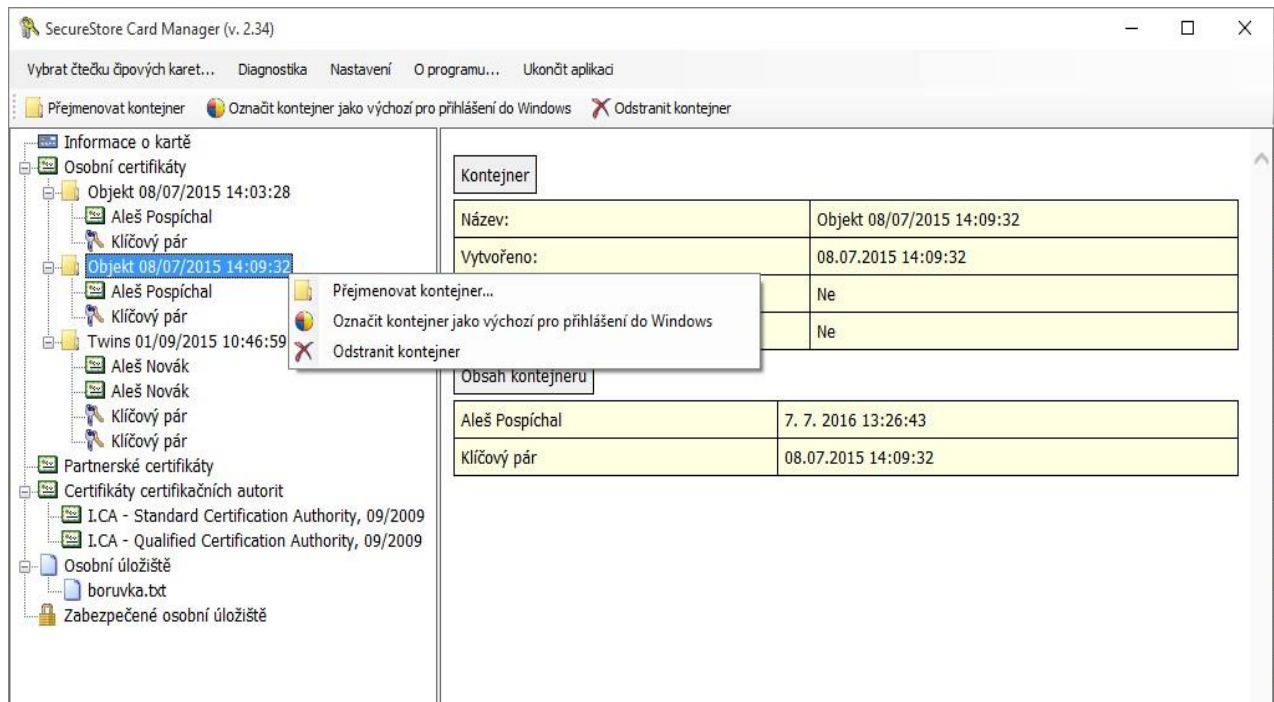 SecureStore Card Manager (v. 2.34)
Vybrat čtečku čipových karet... Diagnostika Nastavení O programu... Ukončit aplikaci
Přejmenovat kontejner Označit kontejner jako výchozí pro přihlášení do Windows Odstranit kontejner
Informace o kartě
Osobní certifikáty
Objekt 08/07/2015 14:03:28
Aleš Pospíchal
Klíčový pár
Objekt 08/07/2015 14:09:32
Aleš Pospíchal
Klíčový pár
Twins 01/09/2015 10:46:59
Aleš Novák
Aleš Novák
Klíčový pár
Klíčový pár
Partnerské certifikáty
Certifikáty certifikačních autorit
I.CA - Standard Certification Authority, 09/2009
I.CA - Qualified Certification Authority, 09/2009
Osobní úložiště
boruvka.txt
Zabezpečené osobní úložiště
Přejmenovat kontejner...
Označit kontejner jako výchozí pro přihlášení do Windows
Odstranit kontejner
Kontejner
Název: Objekt 08/07/2015 14:09:32
Vytvořeno: 08.07.2015 14:09:32
Ne
Ne
Obsah kontejneru
Aleš Pospíchal 7. 7. 2016 13:26:43
Klíčový pár 08.07.2015 14:09:32